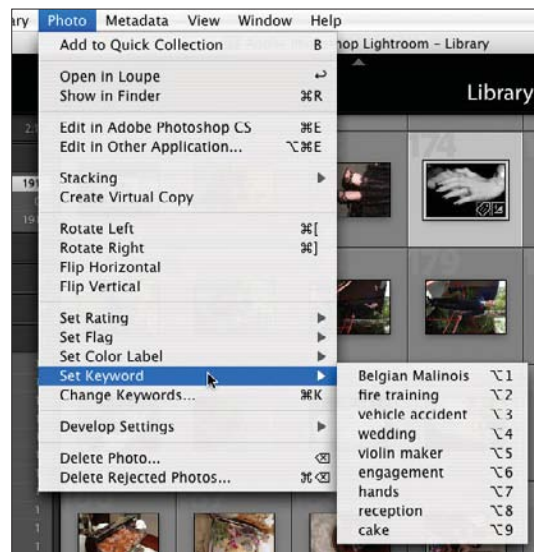 ary Photo Metadata View Window Help
op Lightroom – Library
Library
Add to Quick Collection B
Open in Loupe ↩
Show in Finder ⌘R
Edit in Adobe Photoshop CS ⌘E
Edit in Other Application... ⌥⌘E
Stacking
Create Virtual Copy
Rotate Left ⌘[
Rotate Right ⌘]
Flip Horizontal
Flip Vertical
Set Rating
Set Flag
Set Color Label
Set Keyword
Change Keywords... ⌘K
Develop Settings
Delete Photo... ⌫
Delete Rejected Photos... ⌘⌫
Belgian Malinois ⌥1
fire training ⌥2
vehicle accident ⌥3
wedding ⌥4
violin maker ⌥5
engagement ⌥6
hands ⌥7
reception ⌥8
cake ⌥9
174
179